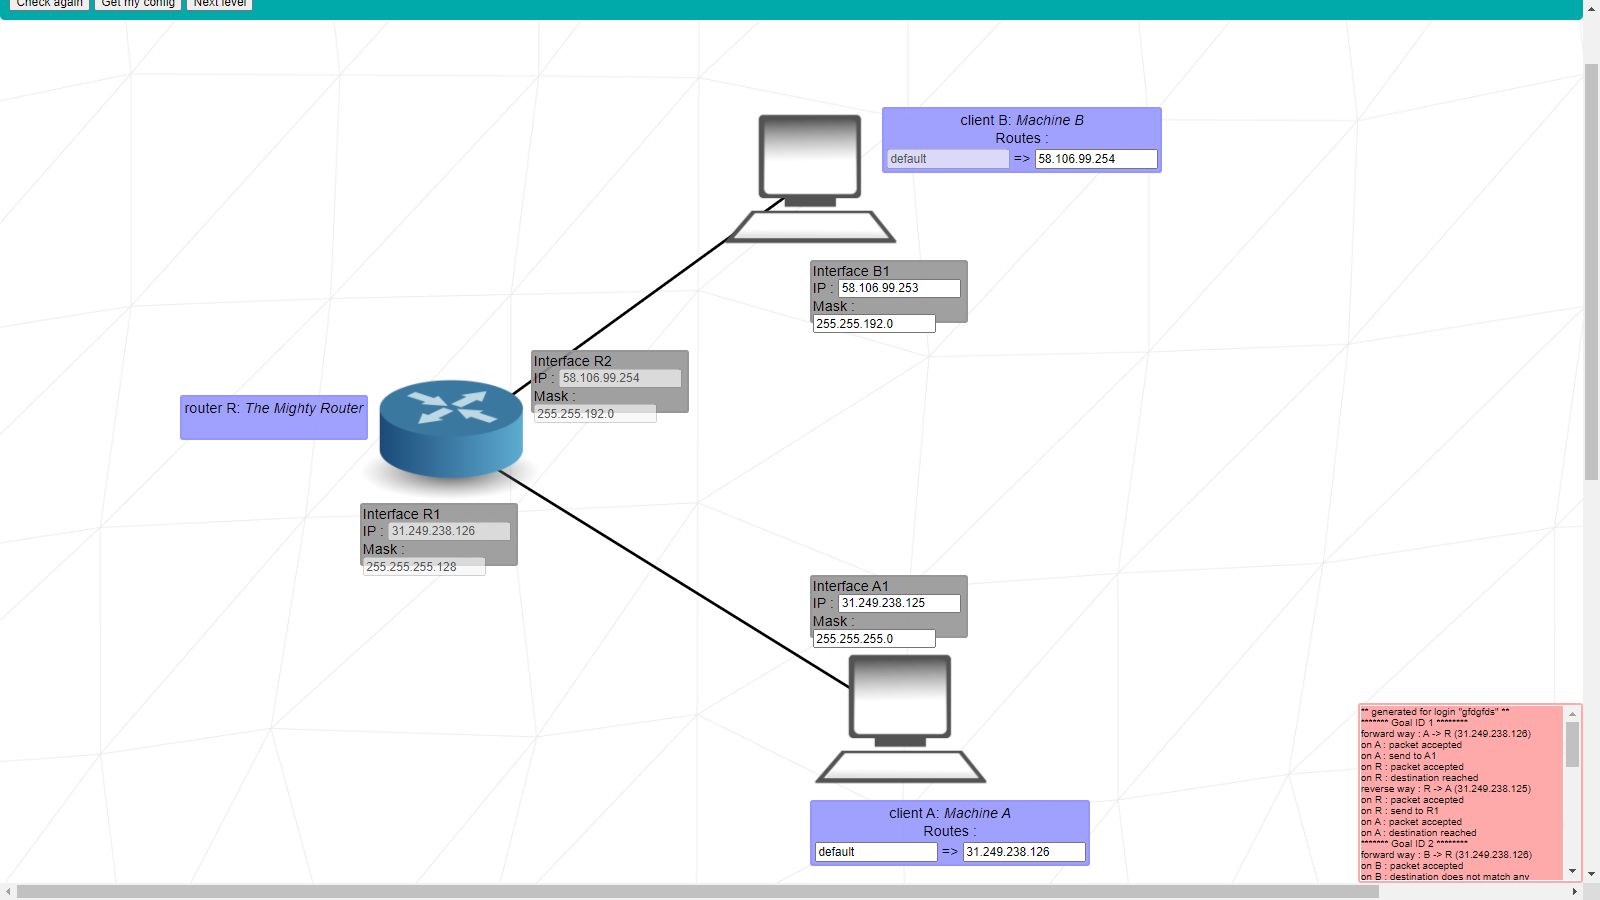 Check again Get my config Next level
client B: Machine B
Routes :
default => 58.106.99.254
Interface B1
IP : 58.106.99.253
Mask :
255.255.192.0
Interface R2
IP : 58.106.99.254
Mask :
255.255.192.0
router R: The Mighty Router
Interface R1
IP : 31.249.238.126
Mask :
255.255.255.128
Interface A1
IP : 31.249.238.125
Mask :
255.255.255.0
client A: Machine A
Routes :
default => 31.249.238.126
** generated for login "gfdgfds" **
******* Goal ID 1 ********
forward way : A -> R (31.249.238.126)
on A : packet accepted
on A : send to A1
on R : packet accepted
on R : destination reached
reverse way : R -> A (31.249.238.125)
on R : packet accepted
on R : send to R1
on A : packet accepted
on A : destination reached
******* Goal ID 2 ********
forward way : B -> R (31.249.238.126)
on B : packet accepted
on B : destination does not match any